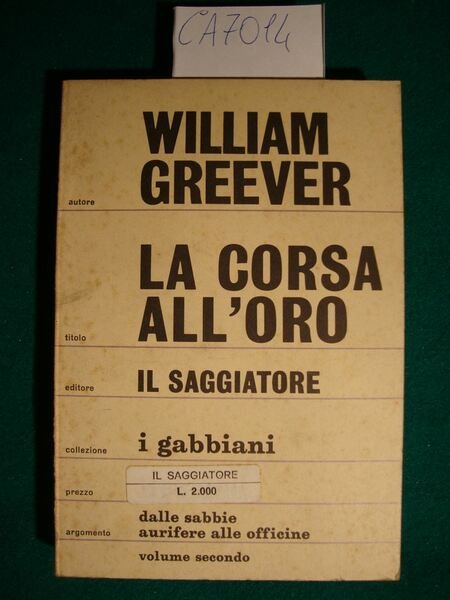 CA7014
WILLIAM
autore GREEVER
LA CORSA
titolo ALL'ORO
editore IL SAGGIATORE
collezione i gabbiani
IL SAGGIATORE
prezzo L. 2.000
dalle sabbie
argomento aurifere alle officine
volume secondo